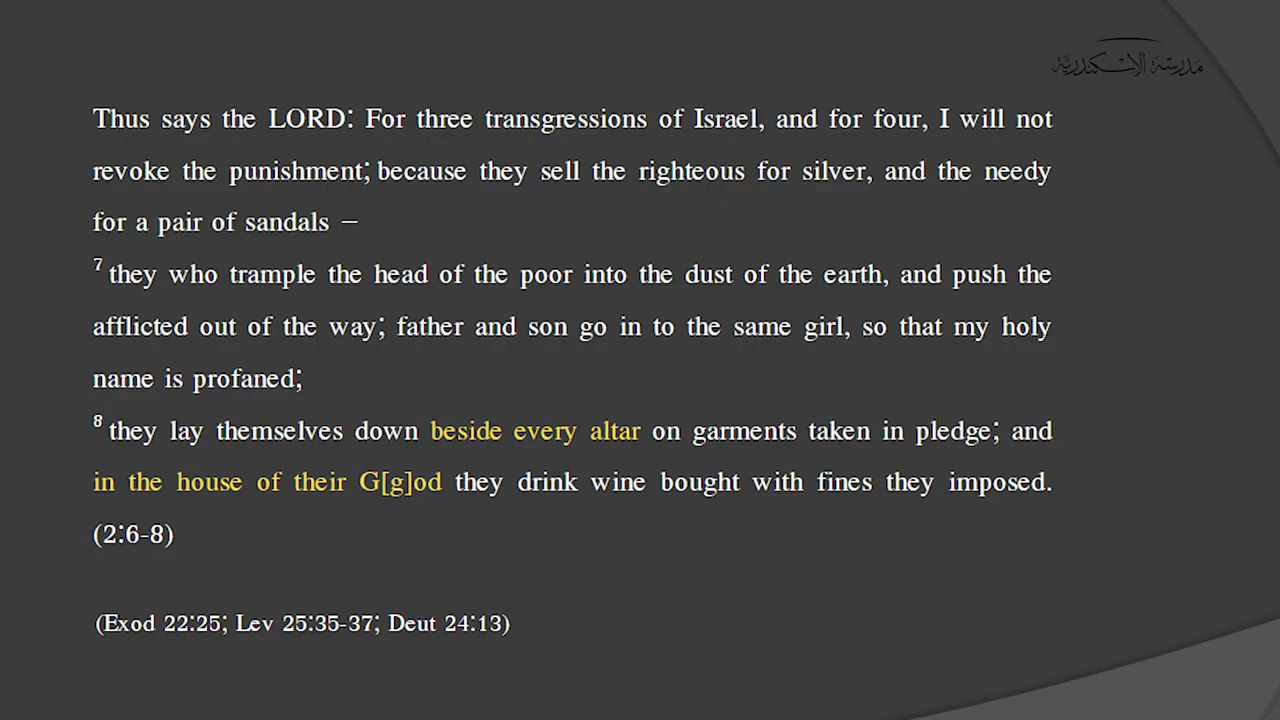 مدرسة الإسكندرية
Thus says the LORD: For three transgressions of Israel, and for four, I will not
revoke the punishment; because they sell the righteous for silver, and the needy
for a pair of sandals –
7 they who trample the head of the poor into the dust of the earth, and push the
afflicted out of the way; father and son go in to the same girl, so that my holy
name is profaned;
8 they lay themselves down beside every altar on garments taken in pledge; and
in the house of their G[g]od they drink wine bought with fines they imposed.
(2:6-8)
(Exod 22:25; Lev 25:35-37; Deut 24:13)